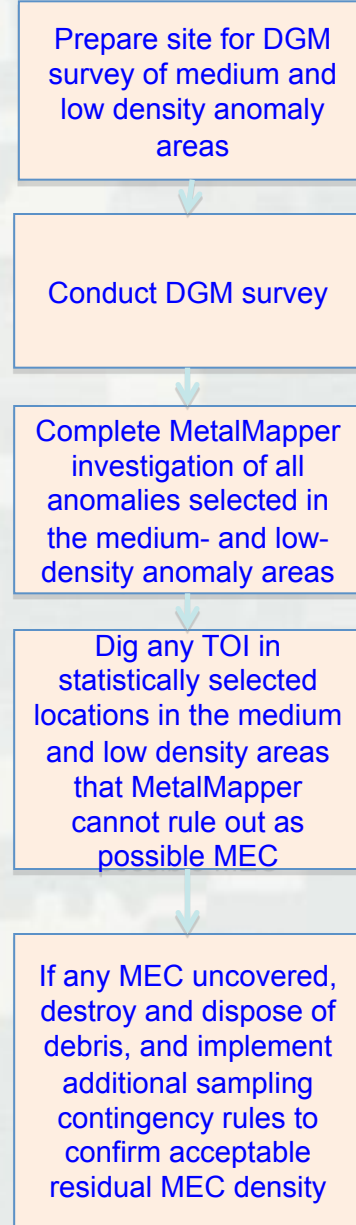 Prepare site for DGM
survey of medium and
low density anomaly
areas
Conduct DGM survey
Complete MetalMapper
investigation of all
anomalies selected in
the medium- and low-
density anomaly areas
Dig any TOI in
statistically selected
locations in the medium
and low density areas
that MetalMapper
cannot rule out as
possible MEC
If any MEC uncovered,
destroy and dispose of
debris, and implement
additional sampling
contingency rules to
confirm acceptable
residual MEC density